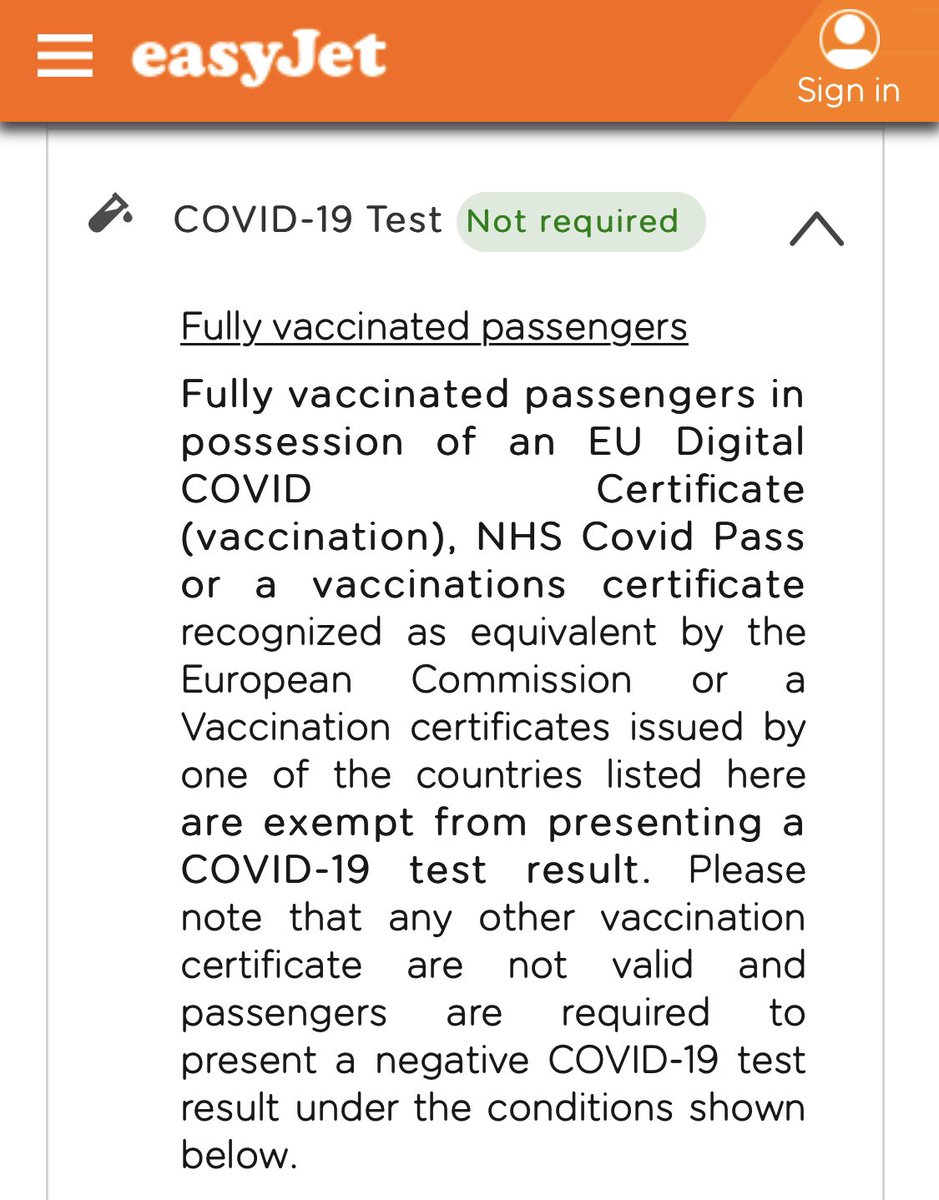 easyJet
Sign in
COVID-19 Test Not required
Fully vaccinated passengers
Fully vaccinated passengers in
possession of an EU Digital
COVID Certificate
(vaccination), NHS Covid Pass
or a vaccinations certificate
recognized as equivalent by the
European Commission or a
Vaccination certificates issued by
one of the countries listed here
are exempt from presenting a
COVID-19 test result. Please
note that any other vaccination
certificate are not valid and
passengers are required to
present a negative COVID-19 test
result under the conditions shown
below.